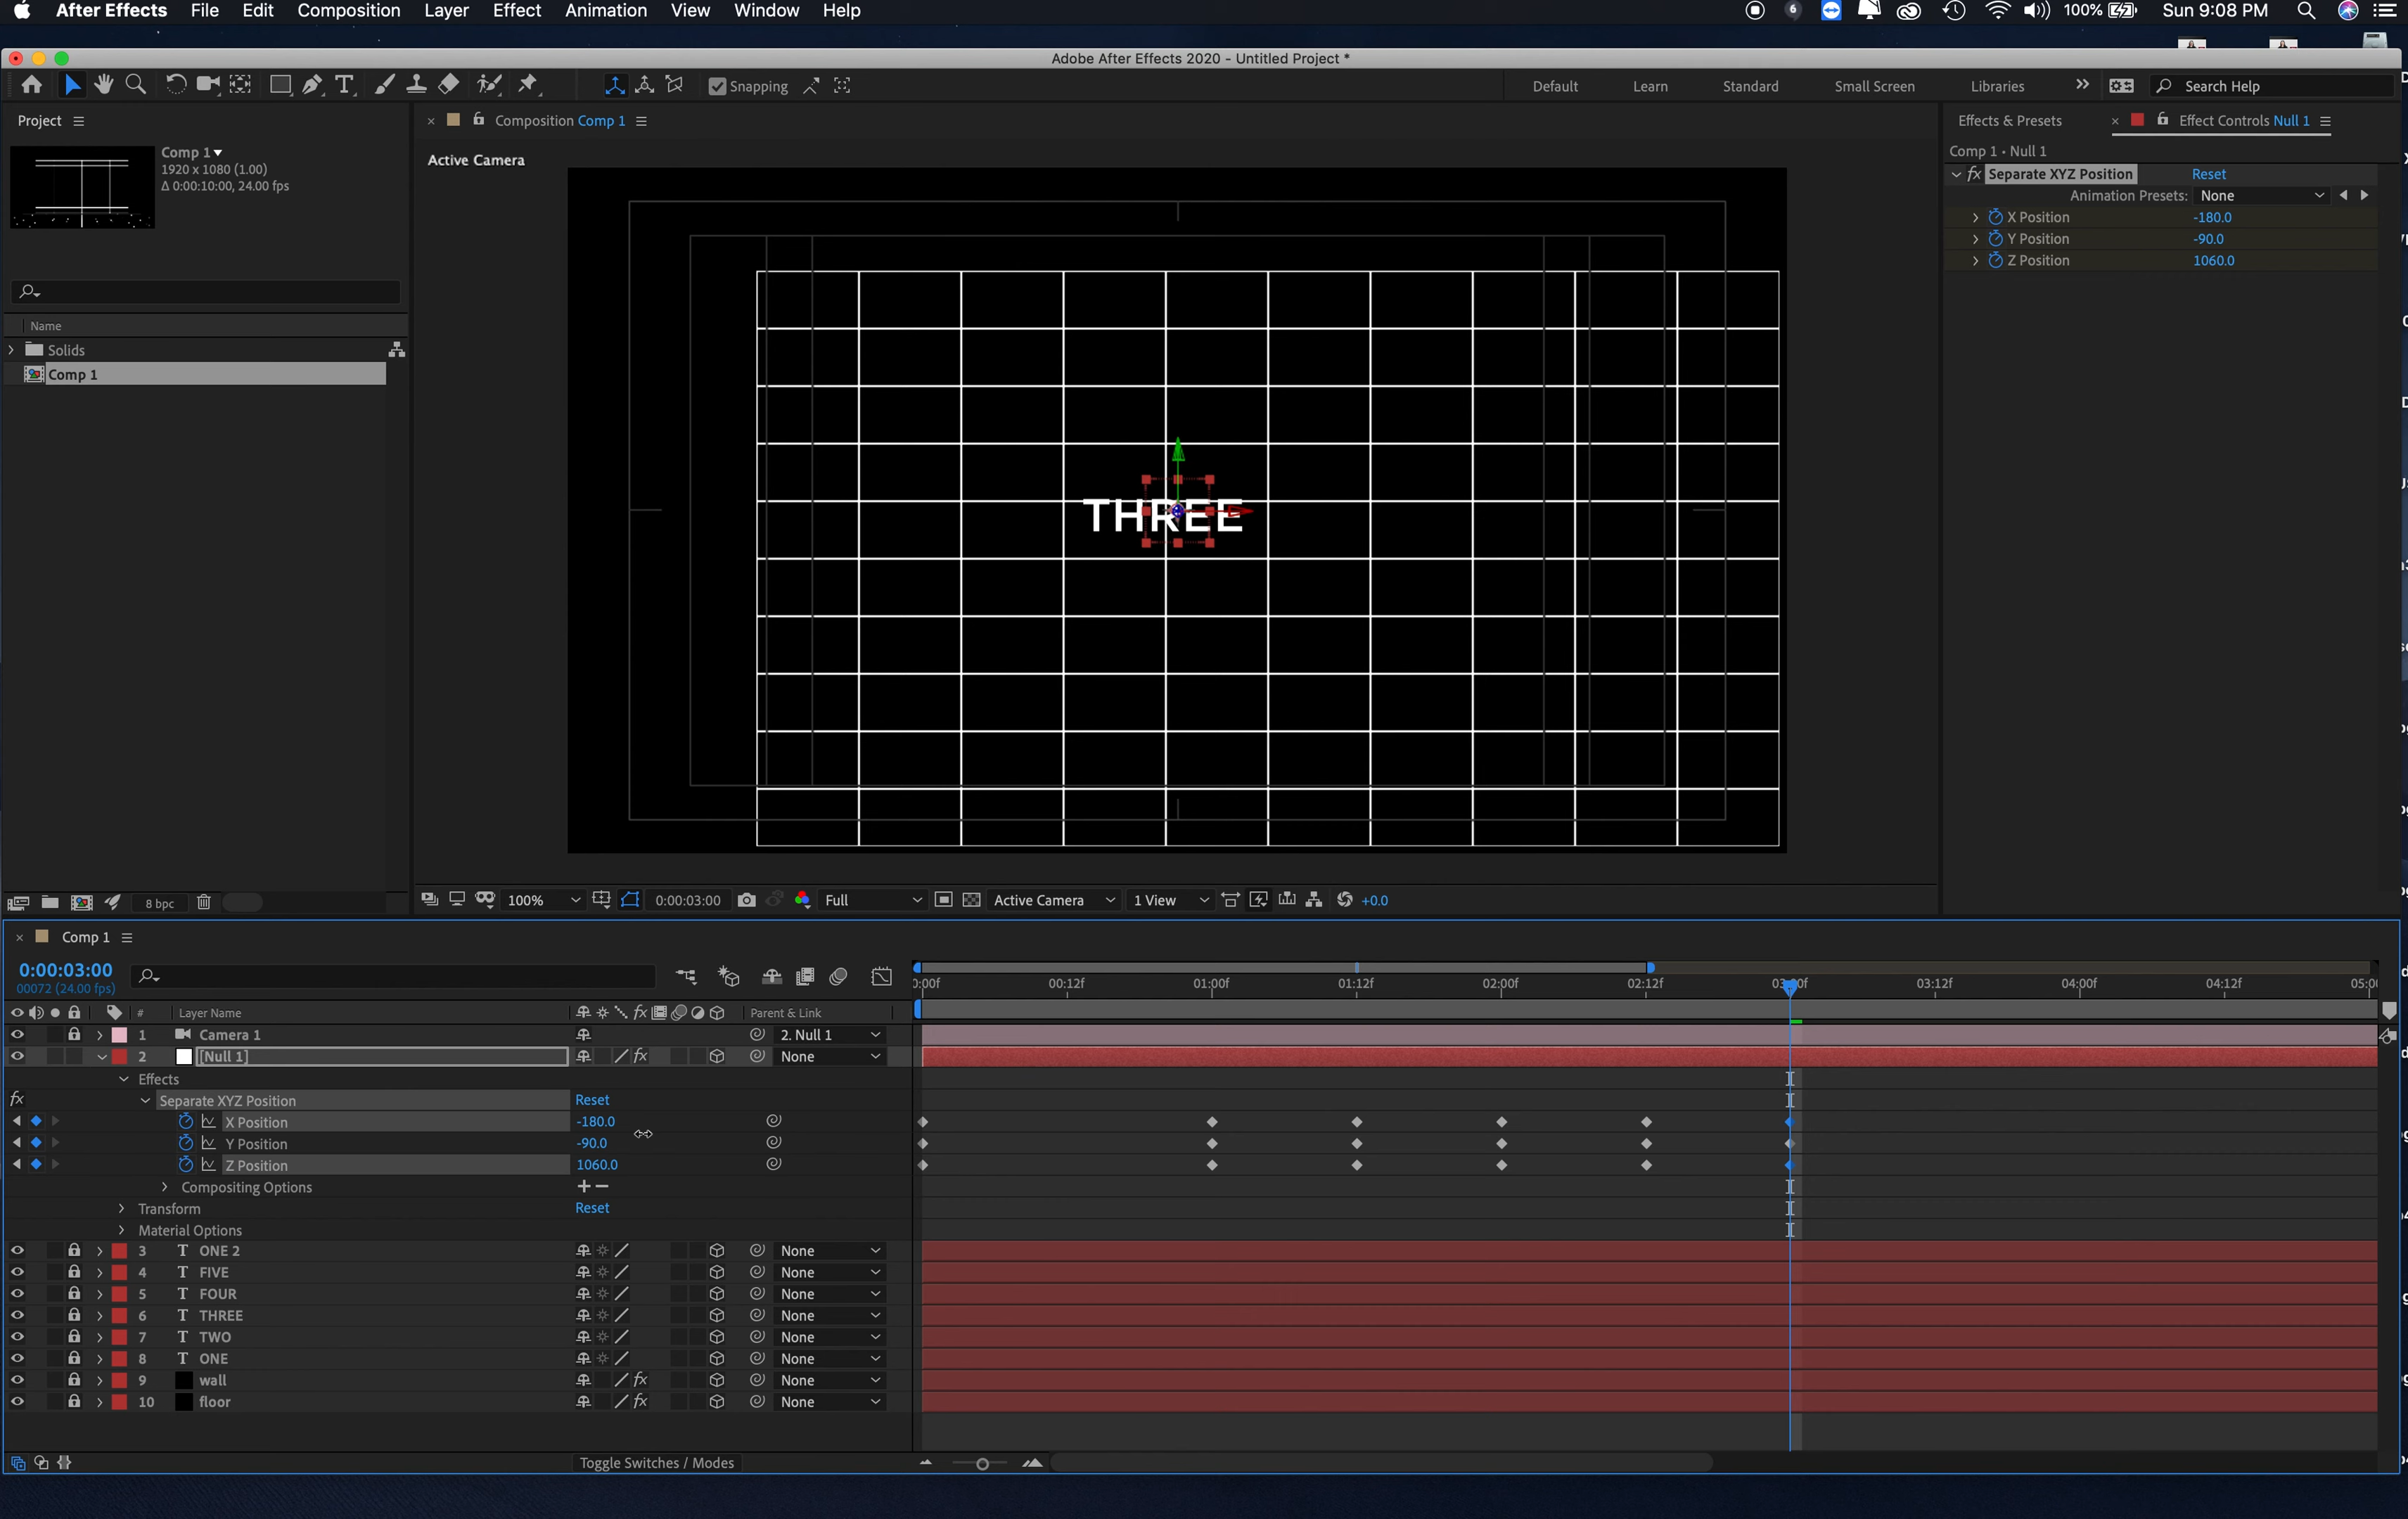 After Effects File Edit Composition Layer Effect Animation View Window Help 6 100% Sun 9:08 PM
Adobe After Effects 2020 - Untitled Project *
Snapping Default Learn Standard Small Screen Libraries Search Help
Project
Comp 1
1920 x 1080 (1.00)
Δ 0:00:10:00, 24.00 fps
Composition Comp 1
Active Camera
Effects & Presets Effect Controls Null 1
Comp 1 • Null 1
fx Separate XYZ Position Reset
Animation Presets: None
X Position -180.0
Y Position -90.0
Z Position 1060.0
Name
Solids
Comp 1
THREE
8 bpc
100% 0:00:03:00 Full Active Camera 1 View +0.0
Comp 1
0:00:03:00
00072 (24.00 fps)
:00f 00:12f 01:00f 01:12f 02:00f 02:12f 03:00f 03:12f 04:00f 04:12f 05:00
# Layer Name fx Parent & Link
1 Camera 1 2. Null 1
2 [Null 1] fx None
Effects
fx Separate XYZ Position Reset
X Position -180.0
Y Position -90.0
Z Position 1060.0
Compositing Options + −
Transform Reset
Material Options
3 T ONE 2 None
4 T FIVE None
5 T FOUR None
6 T THREE None
7 T TWO None
8 T ONE None
9 wall fx None
10 floor fx None
Toggle Switches / Modes